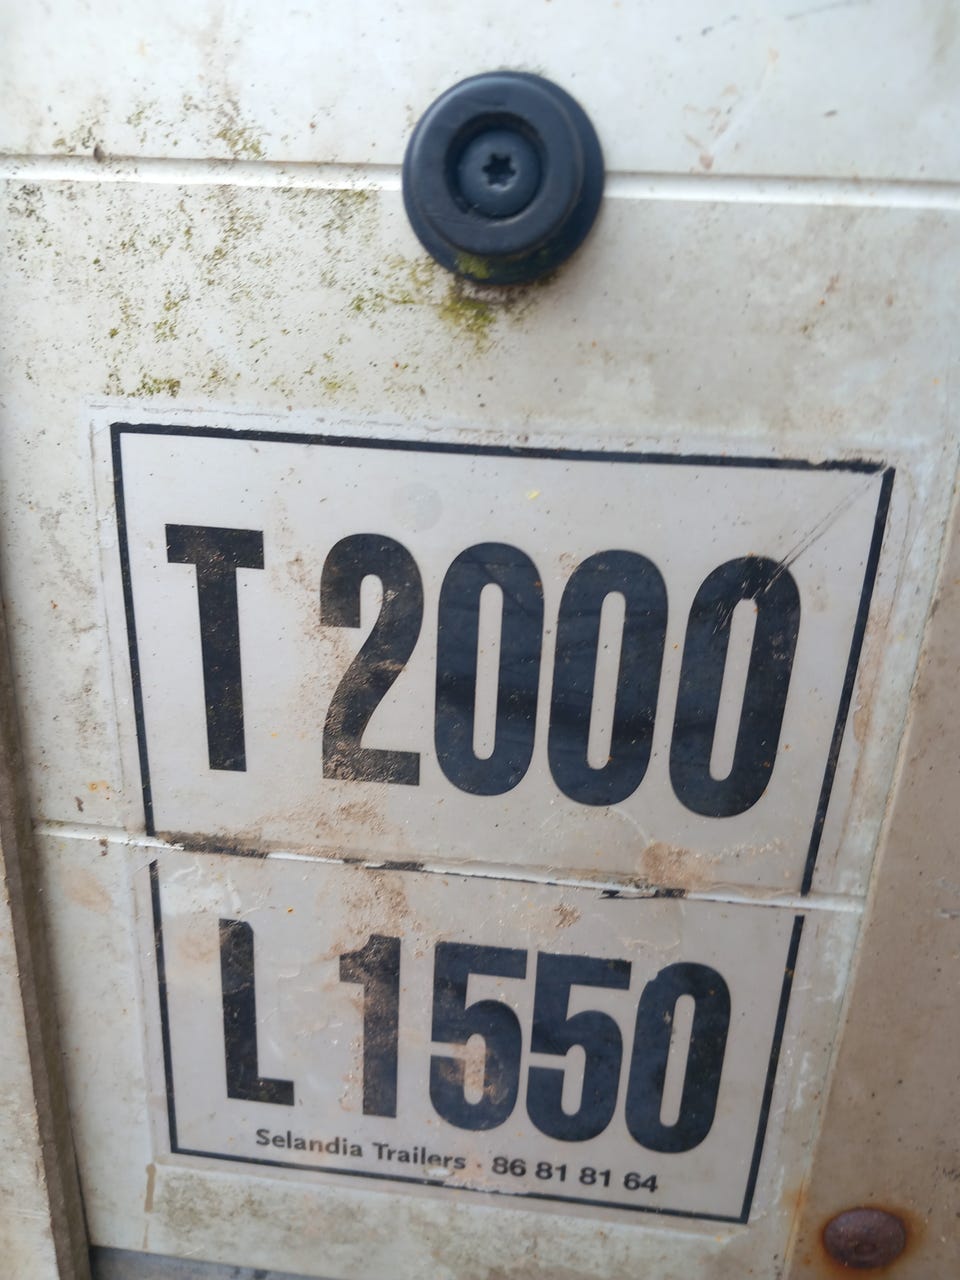 T 2000
L 1550
Selandia Trailers · 86 81 81 64